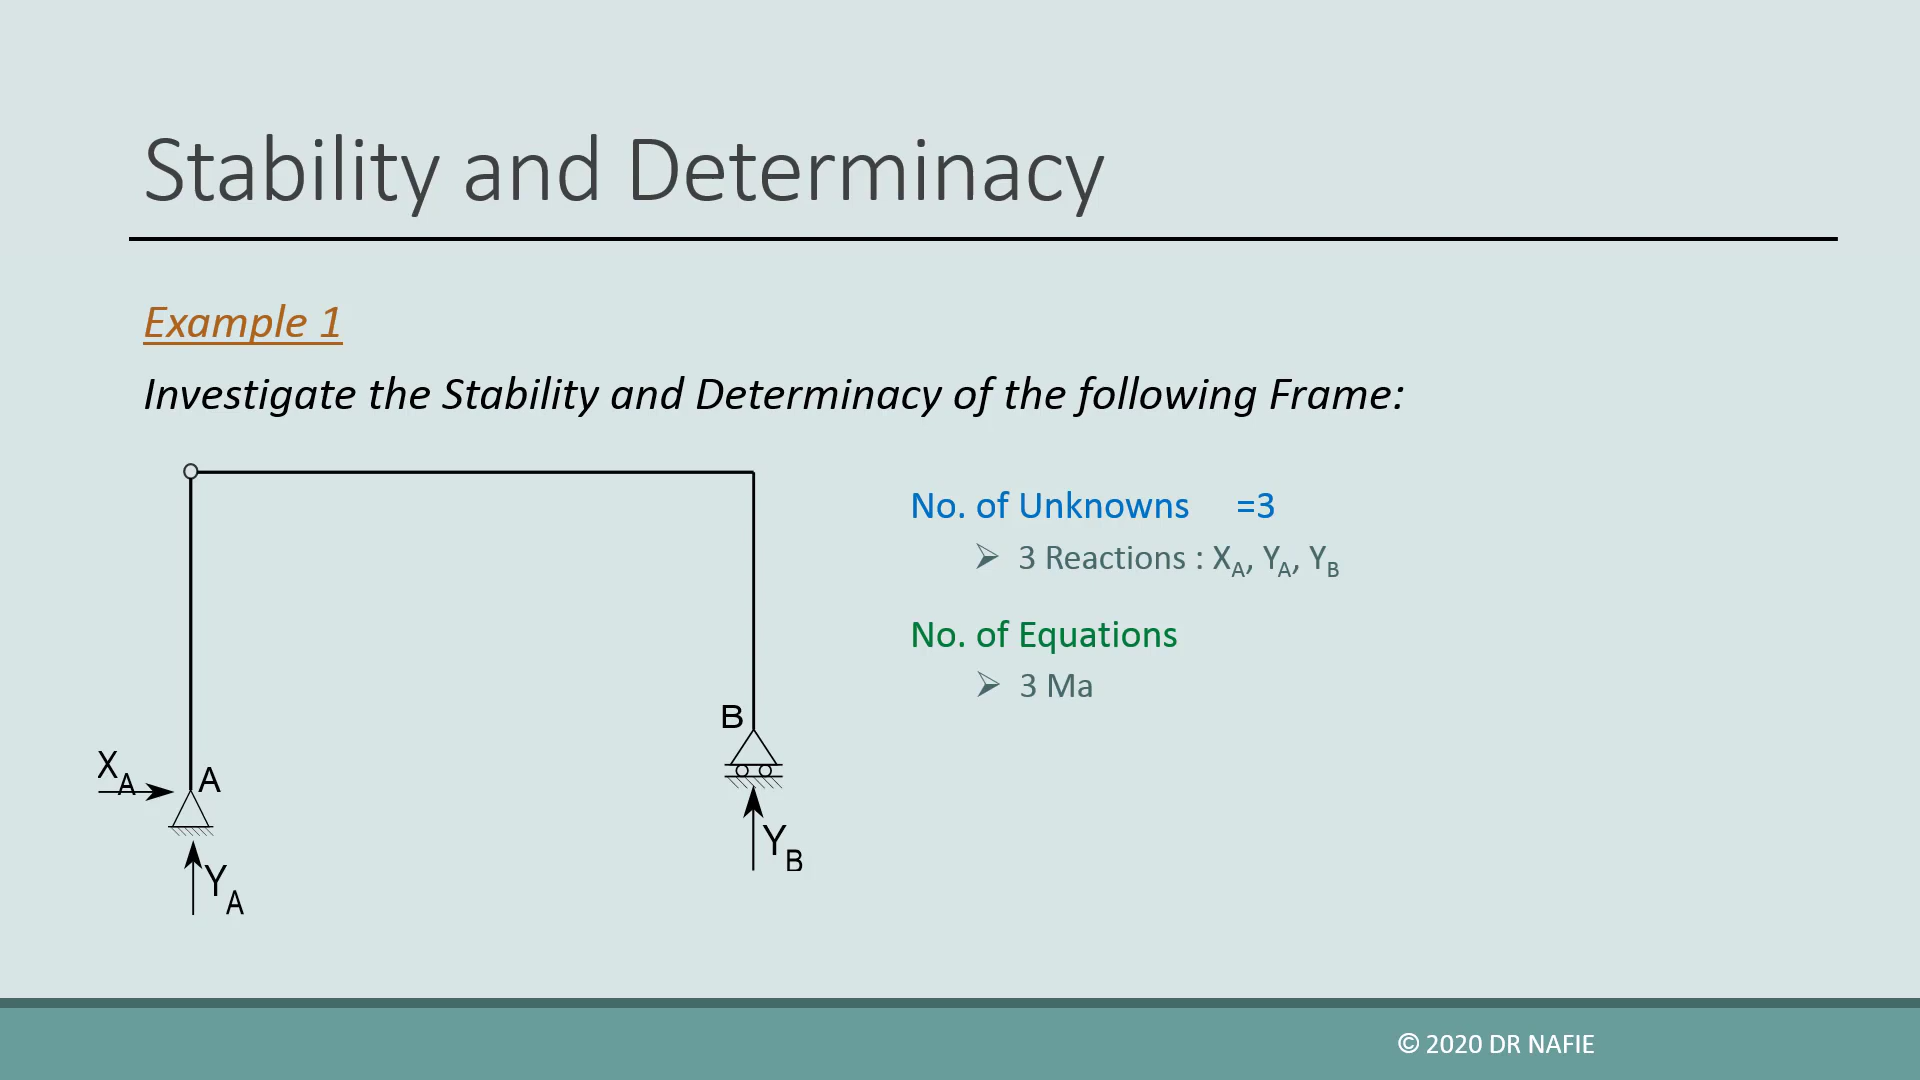 Stability and Determinacy
Example 1
Investigate the Stability and Determinacy of the following Frame:
No. of Unknowns =3
➢ 3 Reactions : XA, YA, YB
No. of Equations
➢ 3 Ma
B
XA
A
YB
YA
© 2020 DR NAFIE